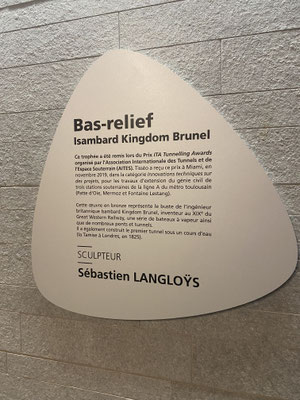 Bas-relief
Isambard Kingdom Brunel
Ce trophée a été remis lors du Prix ITA Tunnelling Awards
organisé par l'Association Internationale des Tunnels et de
l'Espace Souterrain (AITES). Tisséo a reçu ce prix à Miami, en
novembre 2019, dans la catégorie innovations techniques sur
des projets, pour les travaux d'extension du génie civil de
trois stations souterraines de la ligne A du métro toulousain
(Patte d'Oie, Mermoz et Fontaine Lestang).
Cette œuvre en bronze représente le buste de l'ingénieur
britannique Isambard Kingdom Brunel, inventeur au XIXe du
Great Western Railway, une série de bateaux à vapeur ainsi
que de nombreux ponts et tunnels.
Il a également construit le premier tunnel sous un cours d'eau
(la Tamise à Londres, en 1825).
SCULPTEUR
Sébastien LANGLOŸS